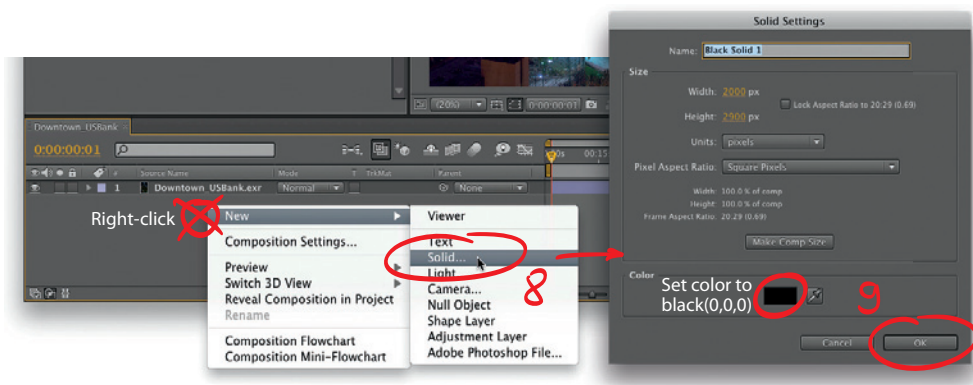 Solid Settings
Name: Black Solid 1
Size
Width: 2000 px
Lock Aspect Ratio to 20:29 (0.69)
Height: 2900 px
Units: pixels
Pixel Aspect Ratio: Square Pixels
Width: 100.0 % of comp
Height: 100.0 % of comp
Frame Aspect Ratio: 20:29 (0.69)
Make Comp Size
Color
Set color to
black(0,0,0)
9
Cancel
OK
(20%)
0:00:00:01
Downtown_USBank
0:00:00:01
00:15
Source Name
Mode
T TrkMat
Parent
1 Downtown_USBank.exr Normal None
Right-click
New
Composition Settings...
Preview
Switch 3D View
Reveal Composition in Project
Rename
Composition Flowchart
Composition Mini-Flowchart
Viewer
Text
Solid...
Light...
Camera...
Null Object
Shape Layer
Adjustment Layer
Adobe Photoshop File...
8